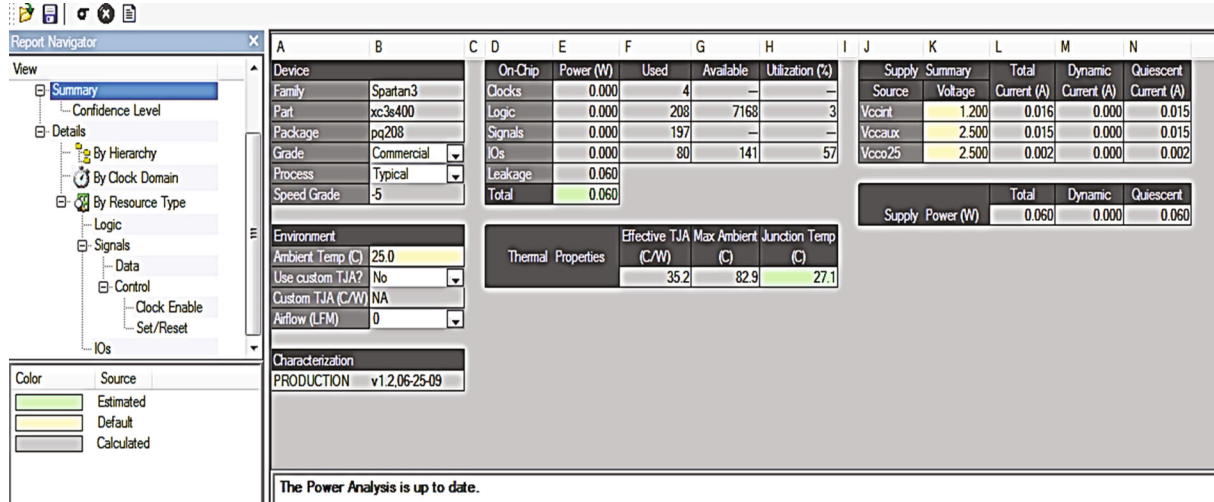 Report Navigator
View
Summary
Confidence Level
Details
By Hierarchy
By Clock Domain
By Resource Type
Logic
Signals
Data
Control
Clock Enable
Set/Reset
IOs
Color Source
Estimated
Default
Calculated
A B C D E F G H I J K L M N
Device
Family Spartan3
Part xc3s400
Package pq208
Grade Commercial
Process Typical
Speed Grade -5
Environment
Ambient Temp (C) 25.0
Use custom TJA? No
Custom TJA (C/W) NA
Airflow (LFM) 0
Characterization
PRODUCTION v1.2,06-25-09
On-Chip Power (W) Used Available Utilization (%)
Clocks 0.000 4 — —
Logic 0.000 208 7168 3
Signals 0.000 197 — —
IOs 0.000 80 141 57
Leakage 0.060
Total 0.060
Effective TJA Max Ambient Junction Temp
Thermal Properties (C/W) (C) (C)
35.2 82.9 27.1
Supply Summary Total Dynamic Quiescent
Source Voltage Current (A) Current (A) Current (A)
Vccint 1.200 0.016 0.000 0.015
Vccaux 2.500 0.015 0.000 0.015
Vcco25 2.500 0.002 0.000 0.002
Total Dynamic Quiescent
Supply Power (W) 0.060 0.000 0.060
The Power Analysis is up to date.